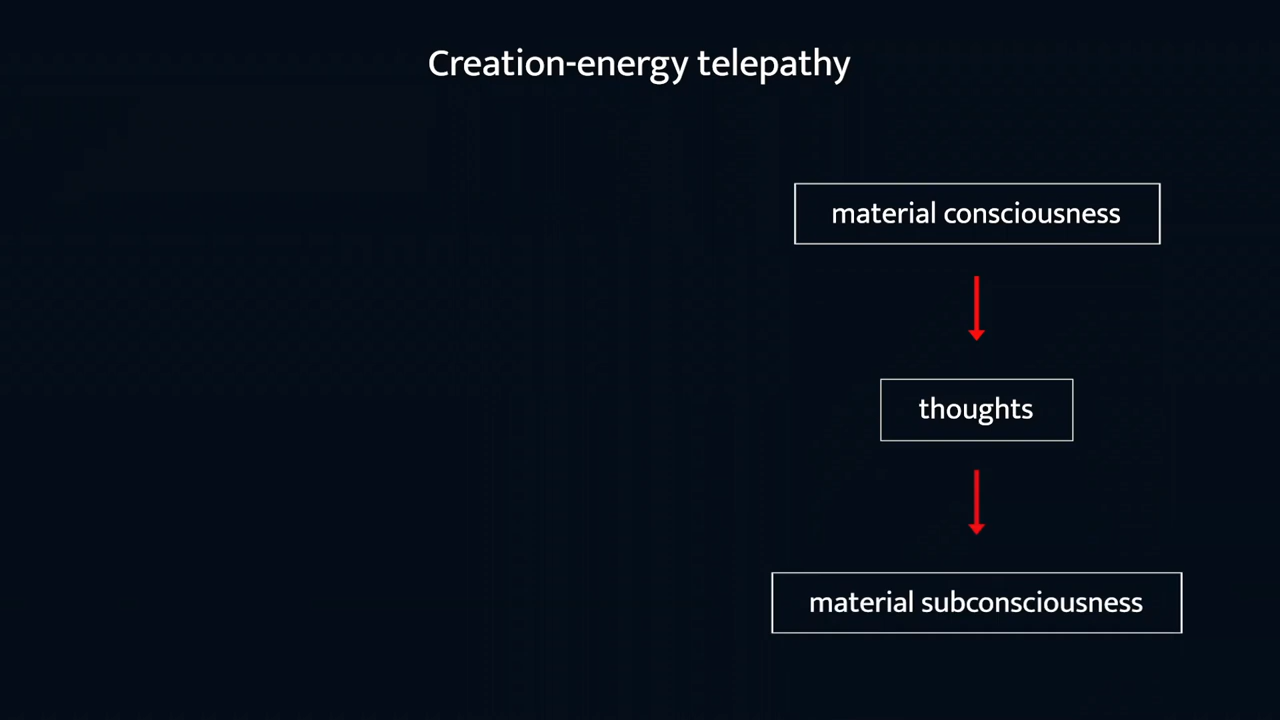 Creation-energy telepathy
material consciousness
thoughts
material subconsciousness